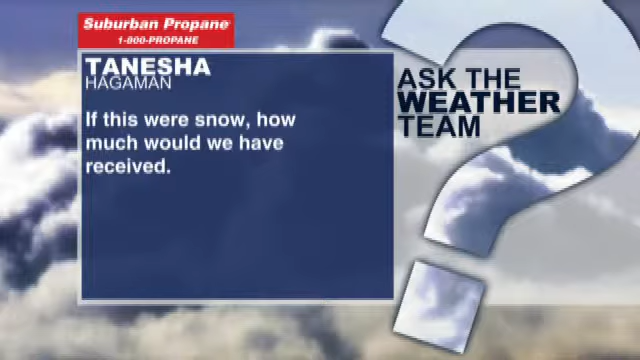 Suburban Propane
1-800-PROPANE
TANESHA
HAGAMAN
If this were snow, how
much would we have
received.
ASK THE
WEATHER
TEAM
?